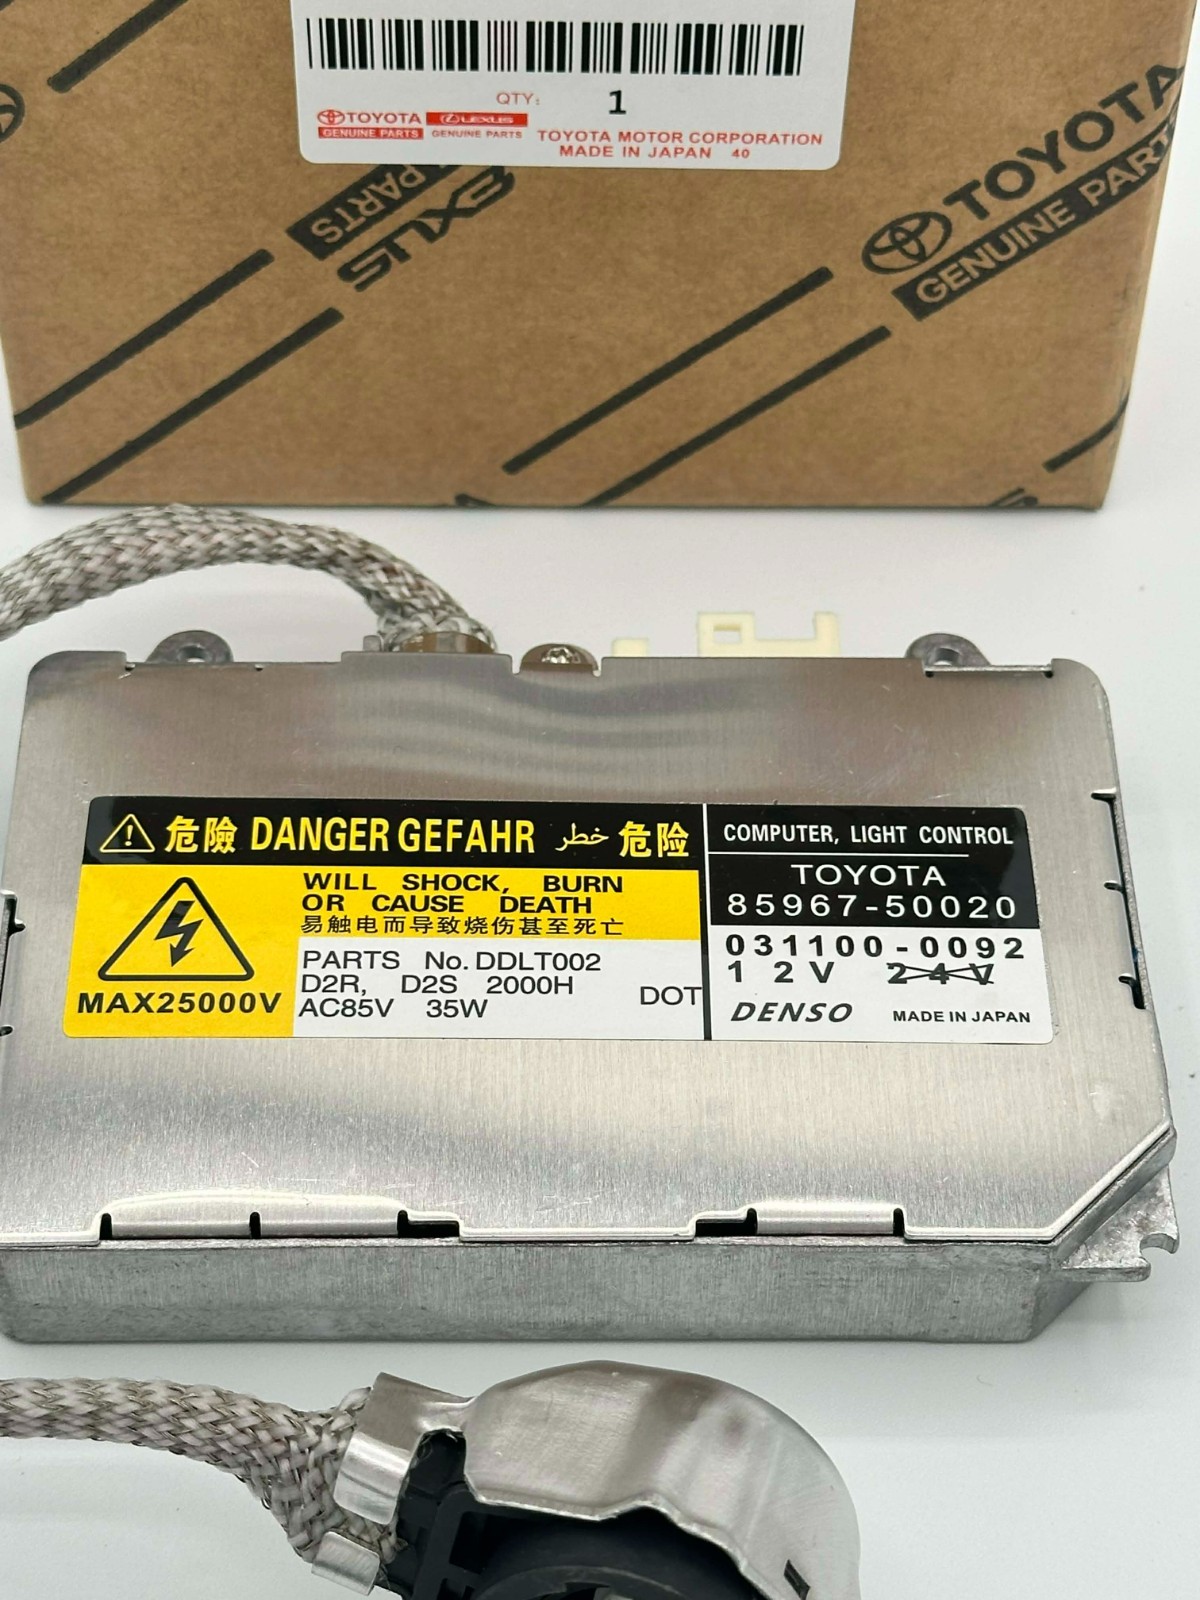 QTY: 1
TOYOTA LEXUS
GENUINE PARTS GENUINE PARTS
TOYOTA MOTOR CORPORATION
MADE IN JAPAN 40
PARTS
TOYOTA
GENUINE PARTS
危險 DANGER GEFAHR خطر 危险
WILL SHOCK, BURN
OR CAUSE DEATH
易触电而导致烧伤甚至死亡
MAX25000V
PARTS No. DDLT002
D2R, D2S 2000H
AC85V 35W
DOT
COMPUTER, LIGHT CONTROL
TOYOTA
85967-50020
031100-0092
12V 24V
DENSO MADE IN JAPAN